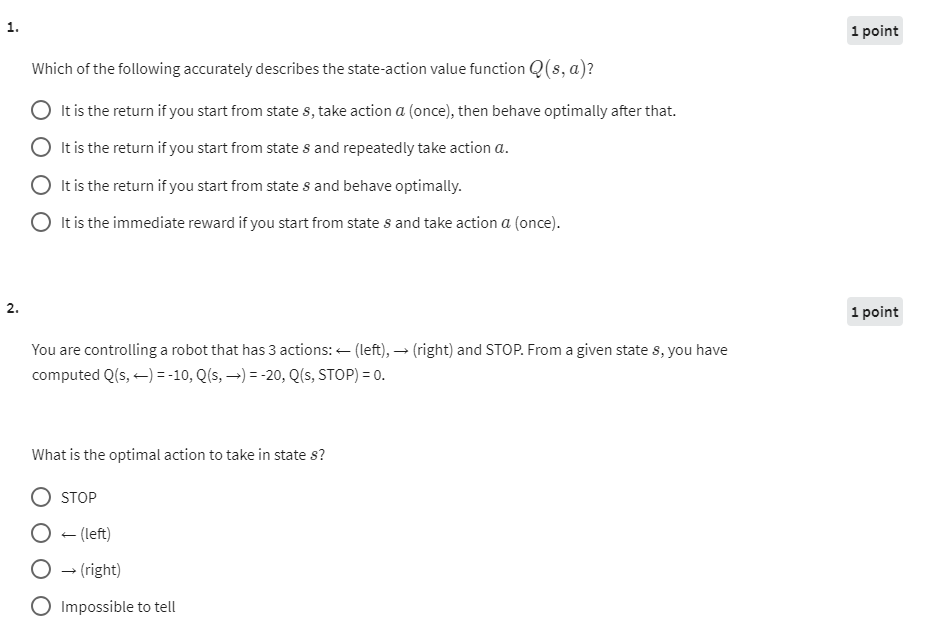 1.
1 point
Which of the following accurately describes the state-action value function Q(s, a)?
It is the return if you start from state s, take action a (once), then behave optimally after that.
It is the return if you start from state s and repeatedly take action a.
It is the return if you start from state s and behave optimally.
It is the immediate reward if you start from state s and take action a (once).
2.
1 point
You are controlling a robot that has 3 actions: ← (left), → (right) and STOP. From a given state s, you have
computed Q(s, ←) = -10, Q(s, →) = -20, Q(s, STOP) = 0.
What is the optimal action to take in state s?
STOP
← (left)
→ (right)
Impossible to tell